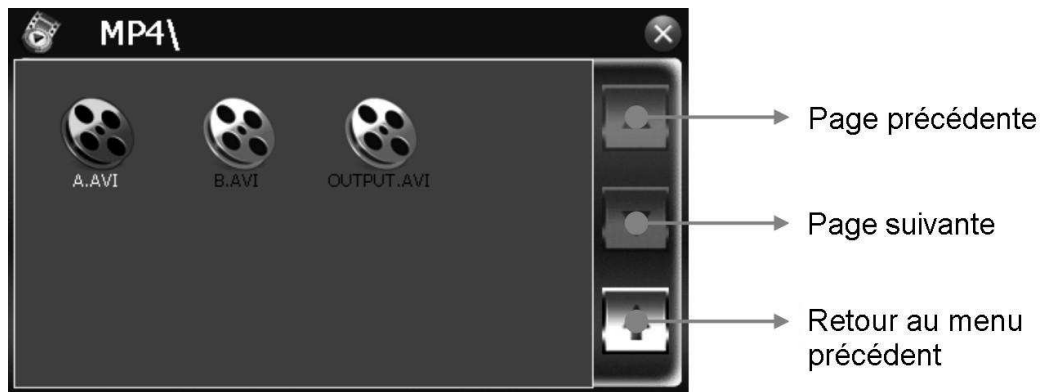 MP4\
A.AVI
B.AVI
OUTPUT.AVI
Page précédente
Page suivante
Retour au menu
précédent